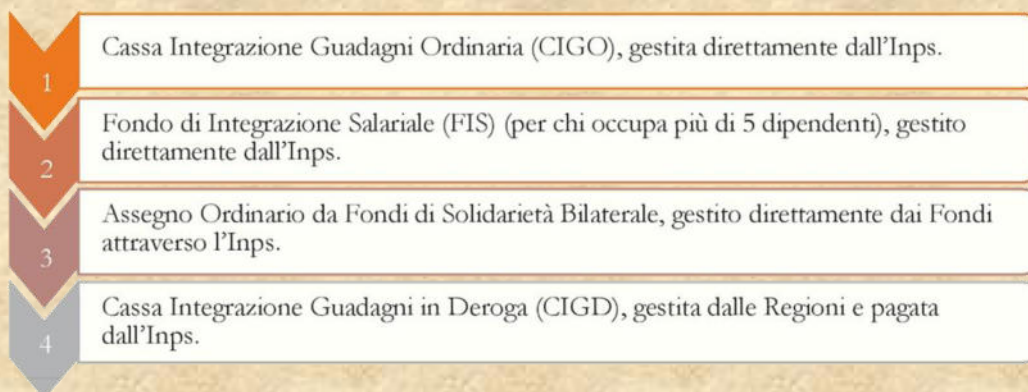 1
Cassa Integrazione Guadagni Ordinaria (CIGO), gestita direttamente dall’Inps.
2
Fondo di Integrazione Salariale (FIS) (per chi occupa più di 5 dipendenti), gestito
direttamente dall’Inps.
3
Assegno Ordinario da Fondi di Solidarietà Bilaterale, gestito direttamente dai Fondi
attraverso l’Inps.
4
Cassa Integrazione Guadagni in Deroga (CIGD), gestita dalle Regioni e pagata
dall’Inps.